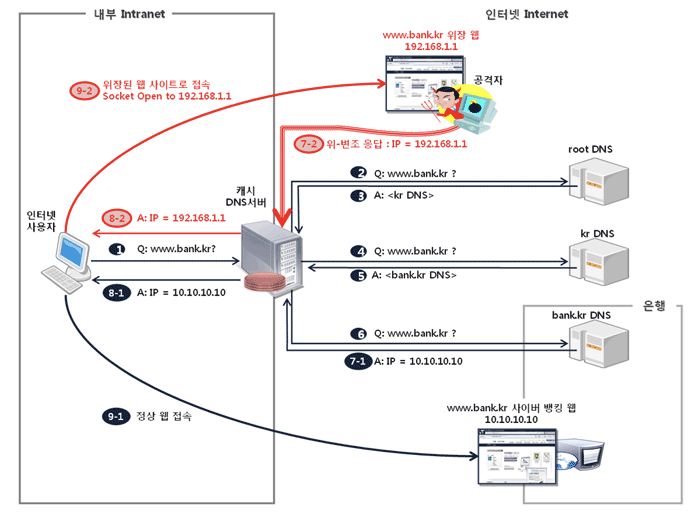 내부 Intranet
인터넷 Internet
www.bank.kr 위장 웹
192.168.1.1
공격자
9-2 위장된 웹 사이트로 접속
Socket Open to 192.168.1.1
7-2 위·변조 응답 : IP = 192.168.1.1
root DNS
2 Q: www.bank.kr ?
3 A: <kr DNS>
캐시
DNS서버
인터넷
사용자
8-2 A: IP = 192.168.1.1
1 Q: www.bank.kr?
8-1 A: IP = 10.10.10.10
kr DNS
4 Q: www.bank.kr ?
5 A: <bank.kr DNS>
은행
bank.kr DNS
6 Q: www.bank.kr ?
7-1 A: IP = 10.10.10.10
9-1 정상 웹 접속
www.bank.kr 사이버 뱅킹 웹
10.10.10.10